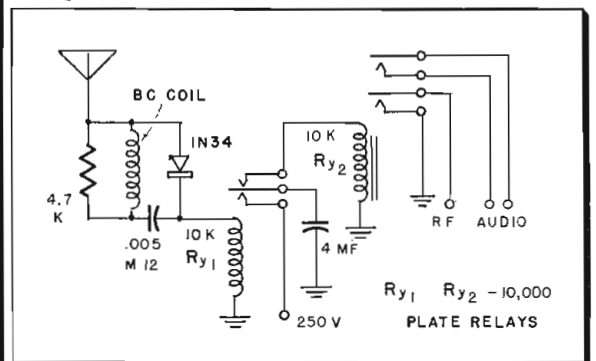 BC COIL
1N34
4.7
K
.005
M 12
10 K
Ry1
10 K
Ry2
4 MF
250 V
RF AUDIO
Ry1 Ry2 – 10,000
PLATE RELAYS